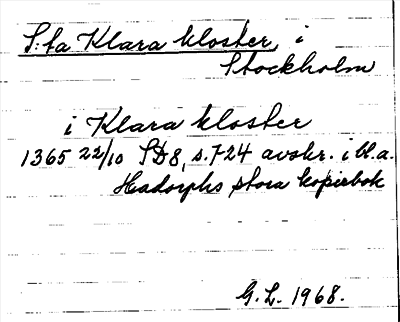 S:ta Klara kloster, i
Stockholm
i Klara kloster
1365 22/10 SD8, s.724 avskr. i bl.a.
Hadorphs stora kopiebok
G.L. 1968.